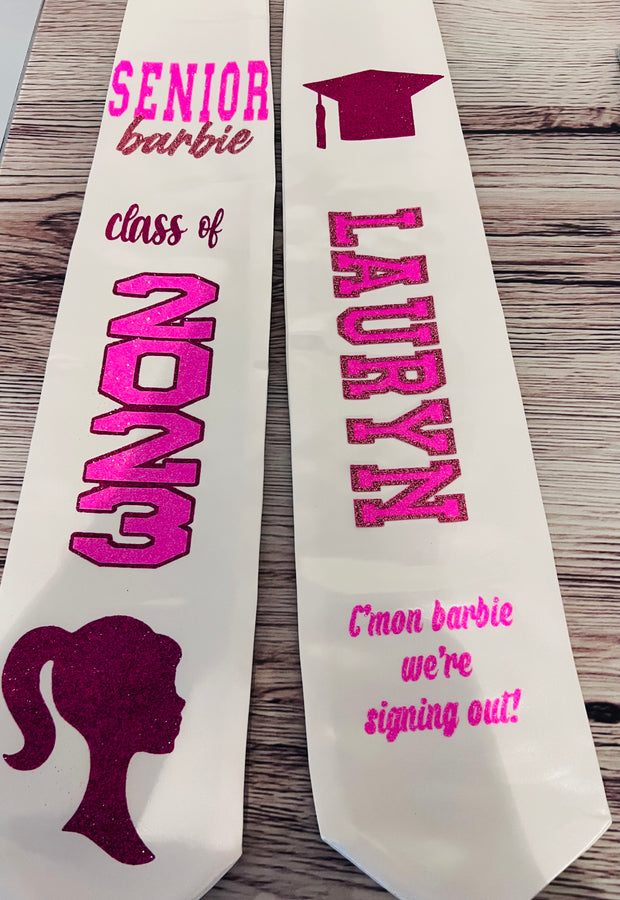 SENIOR
barbie
class of
2023
LAURYN
C'mon barbie
we're
signing out!